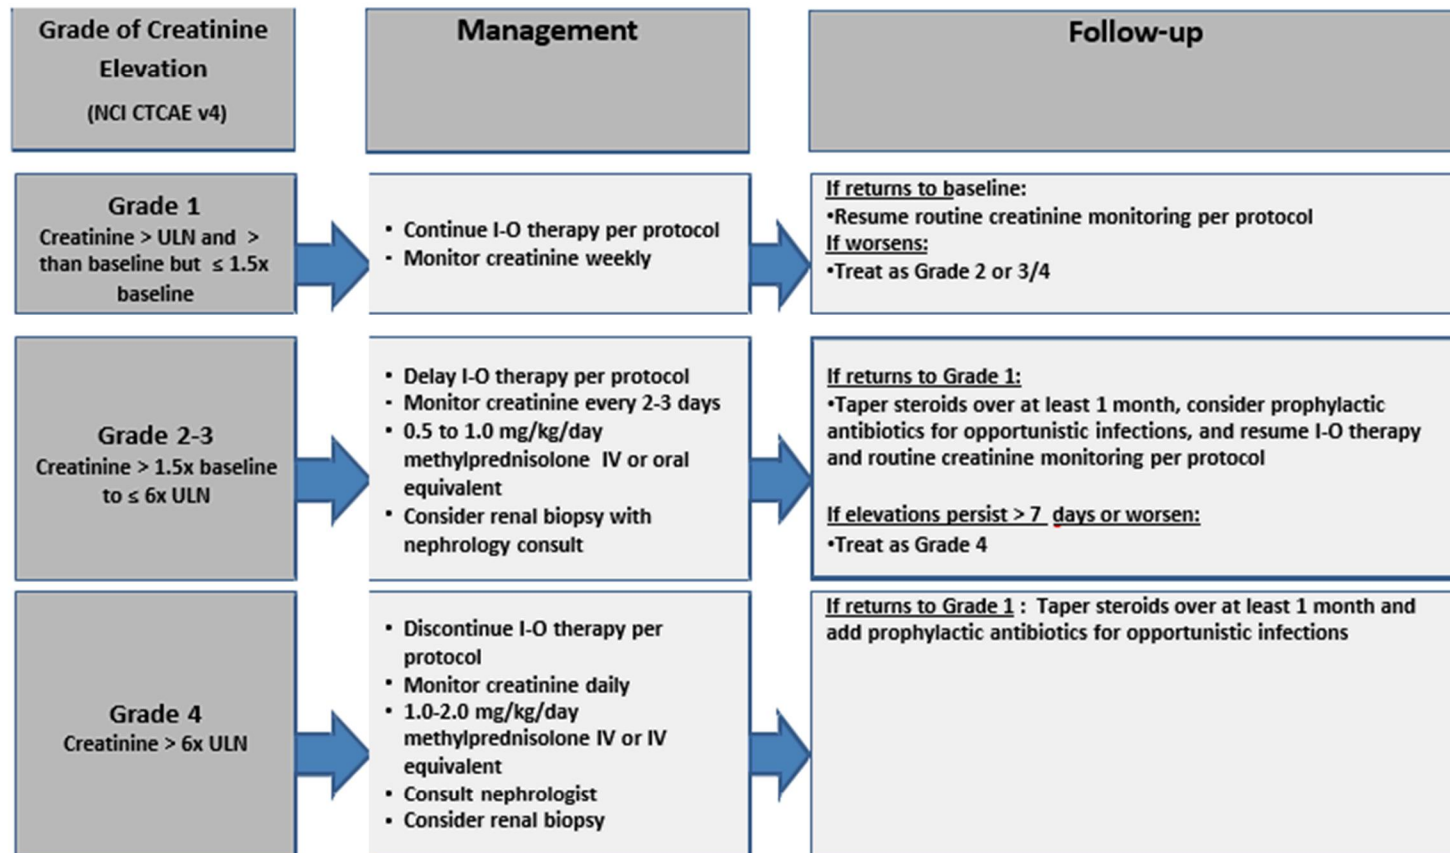 Grade of Creatinine
Elevation
(NCI CTCAE v4)
Management
Follow-up
Grade 1
Creatinine > ULN and >
than baseline but ≤ 1.5x
baseline
• Continue I-O therapy per protocol
- Monitor creatinine weekly
If returns to baseline:
•Resume routine creatinine monitoring per protocol
If worsens:
•Treat as Grade 2 or 3/4
Grade 2-3
Creatinine > 1.5x baseline
to ≤ 6x ULN
• Delay I-O therapy per protocol
- Monitor creatinine every 2-3 days
• 0.5 to 1.0 mg/kg/day
methylprednisolone IV or oral
equivalent
• Consider renal biopsy with
nephrology consult
If returns to Grade 1:
•Taper steroids over at least 1 month, consider prophylactic
antibiotics for opportunistic infections, and resume I-O therapy
and routine creatinine monitoring per protocol
If elevations persist > 7 days or worsen:
•Treat as Grade 4
Grade 4
Creatinine > 6x ULN
• Discontinue I-O therapy per
protocol
• Monitor creatinine daily
• 1.0-2.0 mg/kg/day
methylprednisolone IV or IV
equivalent
• Consult nephrologist
• Consider renal biopsy
If returns to Grade 1 : Taper steroids over at least 1 month and
add prophylactic antibiotics for opportunistic infections